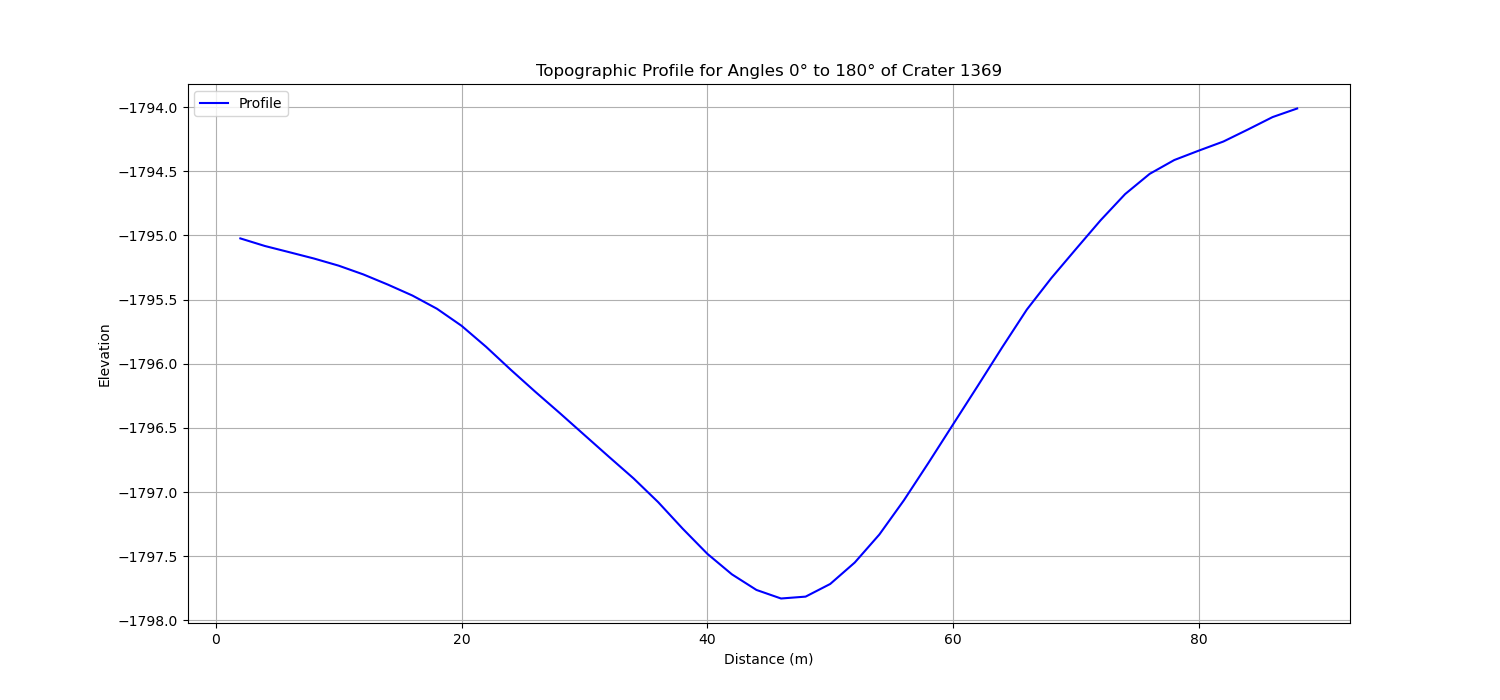 Topographic Profile for Angles 0° to 180° of Crater 1369
Profile
−1794.0
−1794.5
−1795.0
−1795.5
−1796.0
−1796.5
−1797.0
−1797.5
−1798.0
Elevation
0 20 40 60 80
Distance (m)